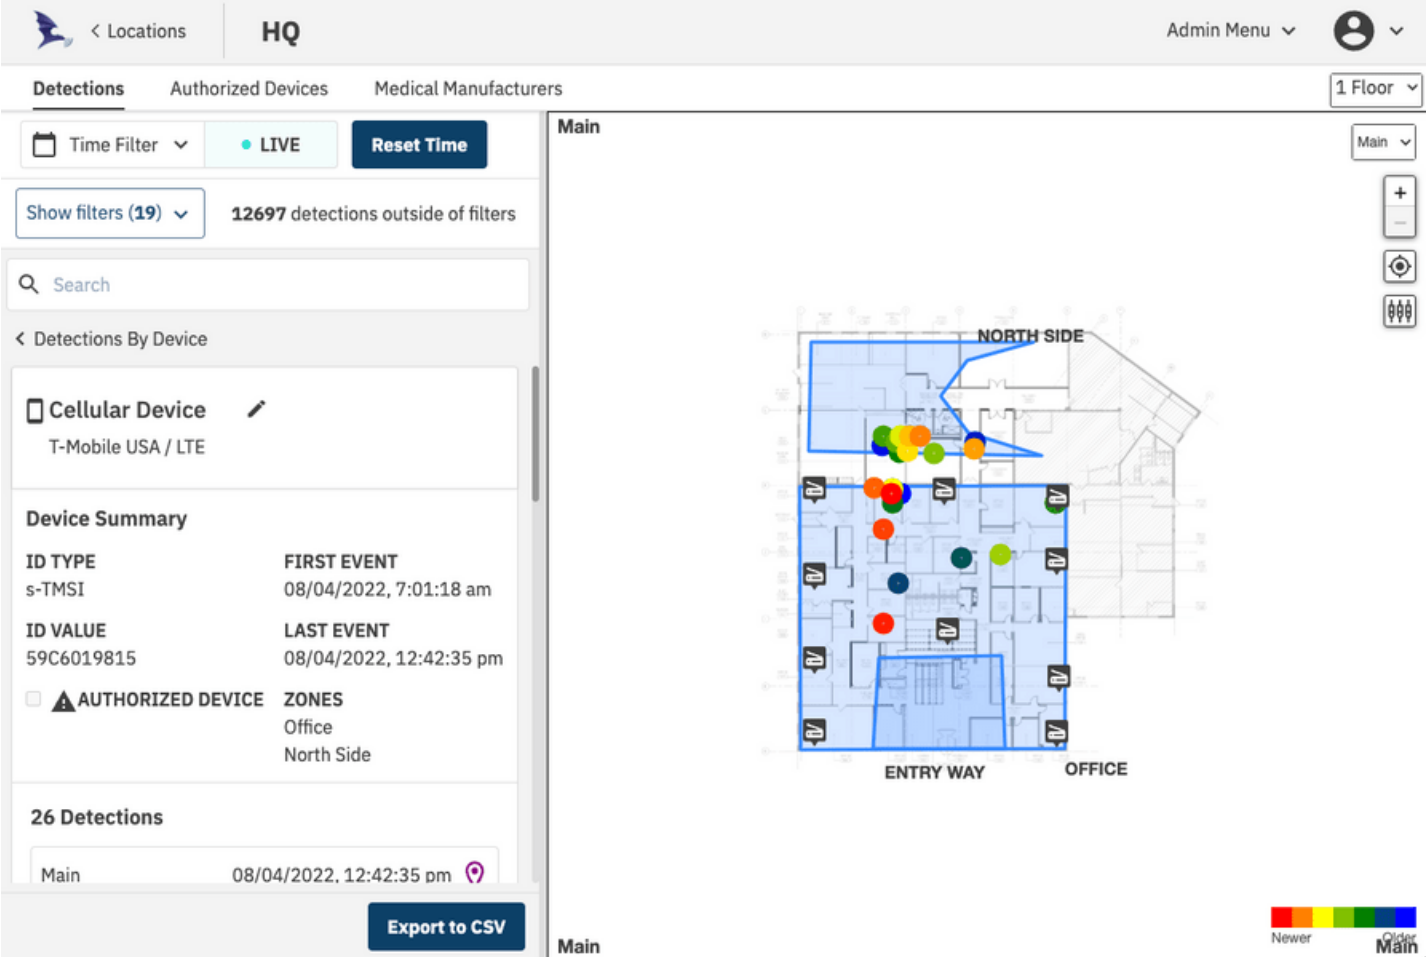 Locations
HQ
Admin Menu
Detections
Authorized Devices
Medical Manufacturers
1 Floor
Time Filter
LIVE
Reset Time
Main
Main
Show filters (19)
12697 detections outside of filters
+
−
Search
Detections By Device
NORTH SIDE
Cellular Device
T-Mobile USA / LTE
Device Summary
ID TYPE
FIRST EVENT
s-TMSI
08/04/2022, 7:01:18 am
ID VALUE
LAST EVENT
59C6019815
08/04/2022, 12:42:35 pm
AUTHORIZED DEVICE
ZONES
Office
North Side
ENTRY WAY
OFFICE
26 Detections
Main
08/04/2022, 12:42:35 pm
Export to CSV
Newer
Older
Main
Main